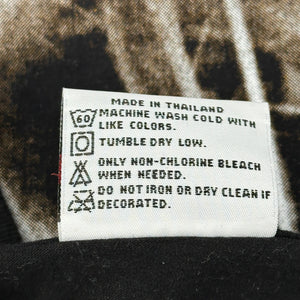 MADE IN THAILAND
60 MACHINE WASH COLD WITH
LIKE COLORS.
TUMBLE DRY LOW.
ONLY NON-CHLORINE BLEACH
WHEN NEEDED.
DO NOT IRON OR DRY CLEAN IF
DECORATED.